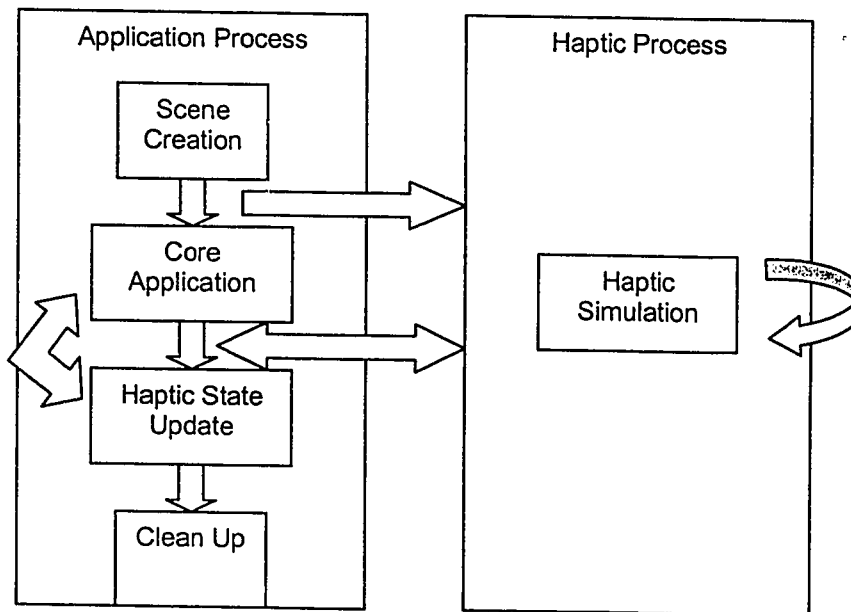 Application Process
Scene
Creation
Core
Application
Haptic State
Update
Clean Up
Haptic Process
Haptic
Simulation